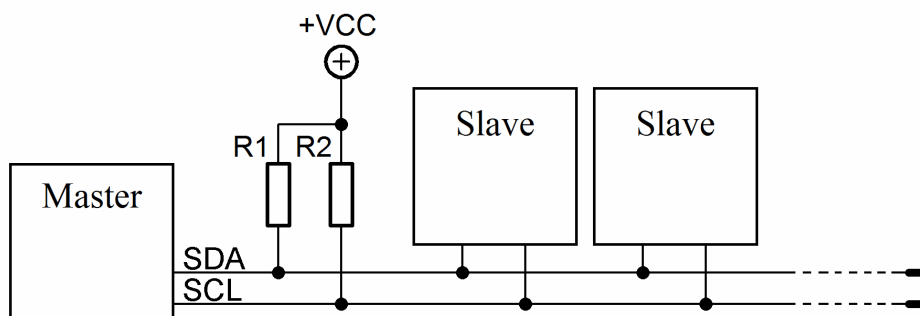 +VCC
Slave
Slave
R1
R2
Master
SDA
SCL